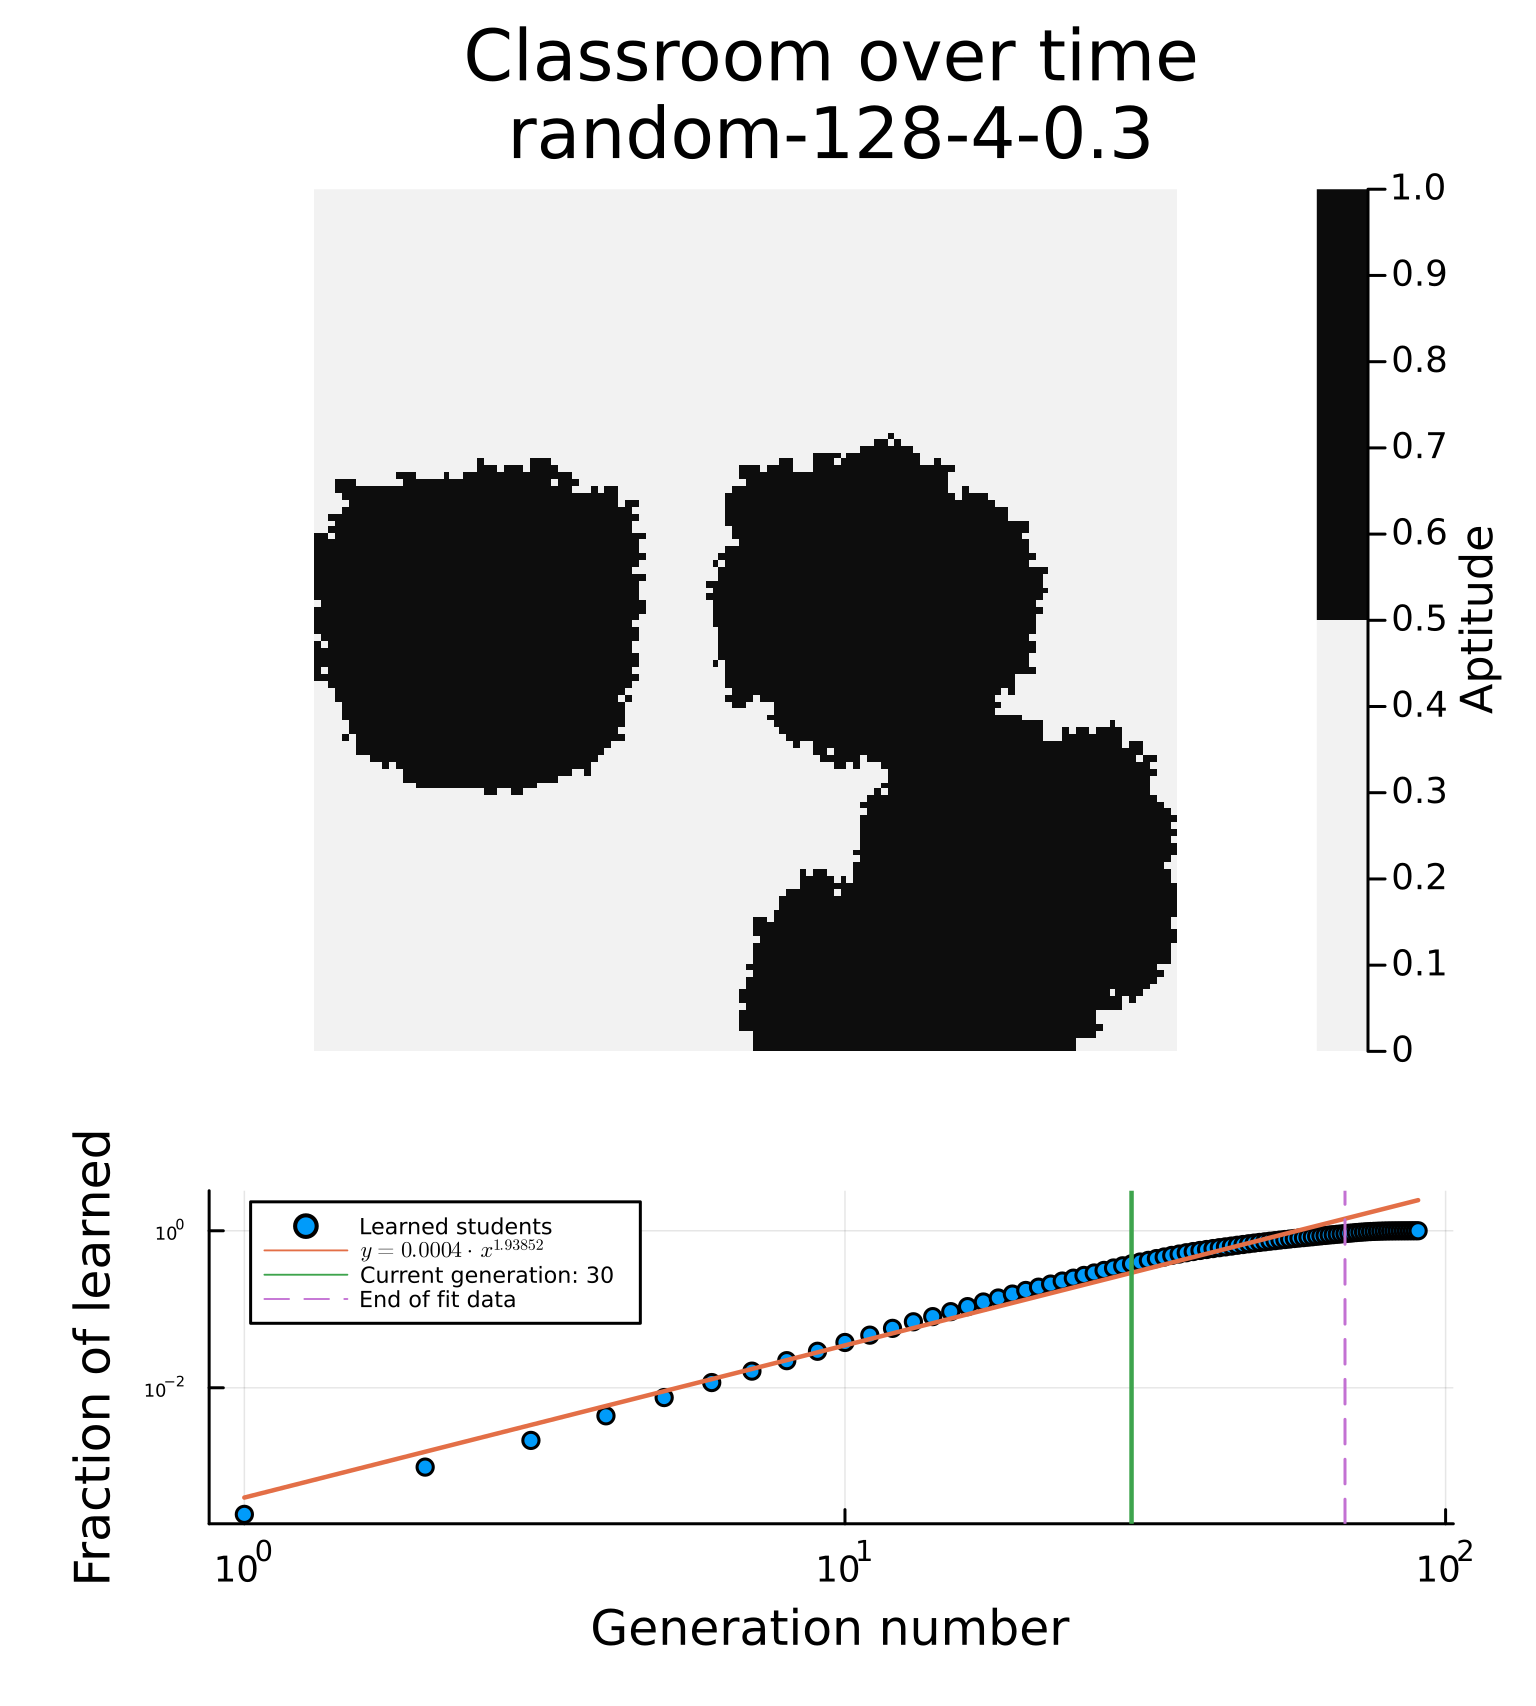 Classroom over time
random-128-4-0.3
1.0
0.9
0.8
0.7
0.6
0.5
0.4
0.3
0.2
0.1
0
Aptitude
Fraction of learned
10^0
10^-2
Learned students
y = 0.0004 · x^1.93852
Current generation: 30
End of fit data
10^0
10^1
10^2
Generation number